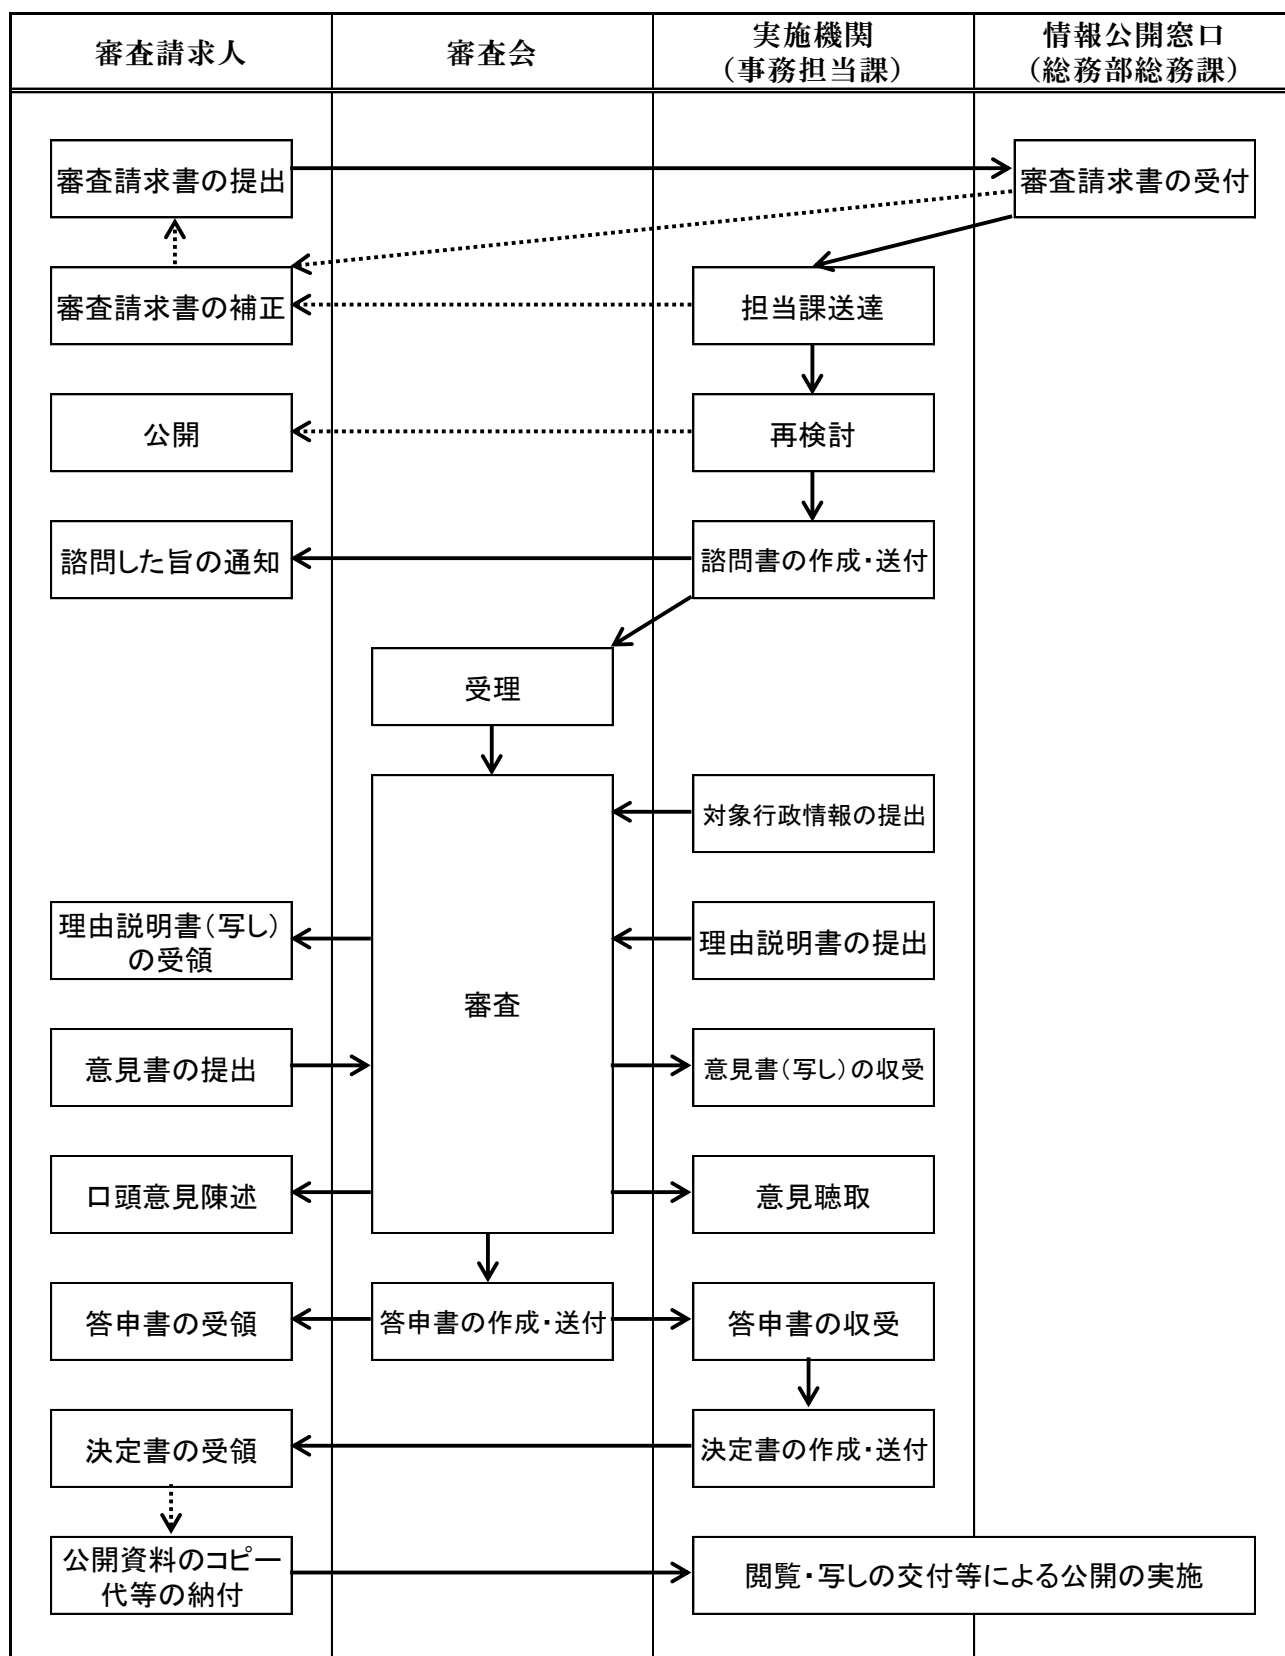 審査請求人
審査会
実施機関
（事務担当課）
情報公開窓口
（総務部総務課）
審査請求書の提出
審査請求書の受付
審査請求書の補正
担当課送達
公開
再検討
諮問した旨の通知
諮問書の作成・送付
受理
対象行政情報の提出
理由説明書（写し）
の受領
理由説明書の提出
審査
意見書の提出
意見書（写し）の収受
口頭意見陳述
意見聴取
答申書の受領
答申書の作成・送付
答申書の収受
決定書の受領
決定書の作成・送付
公開資料のコピー
代等の納付
閲覧・写しの交付等による公開の実施